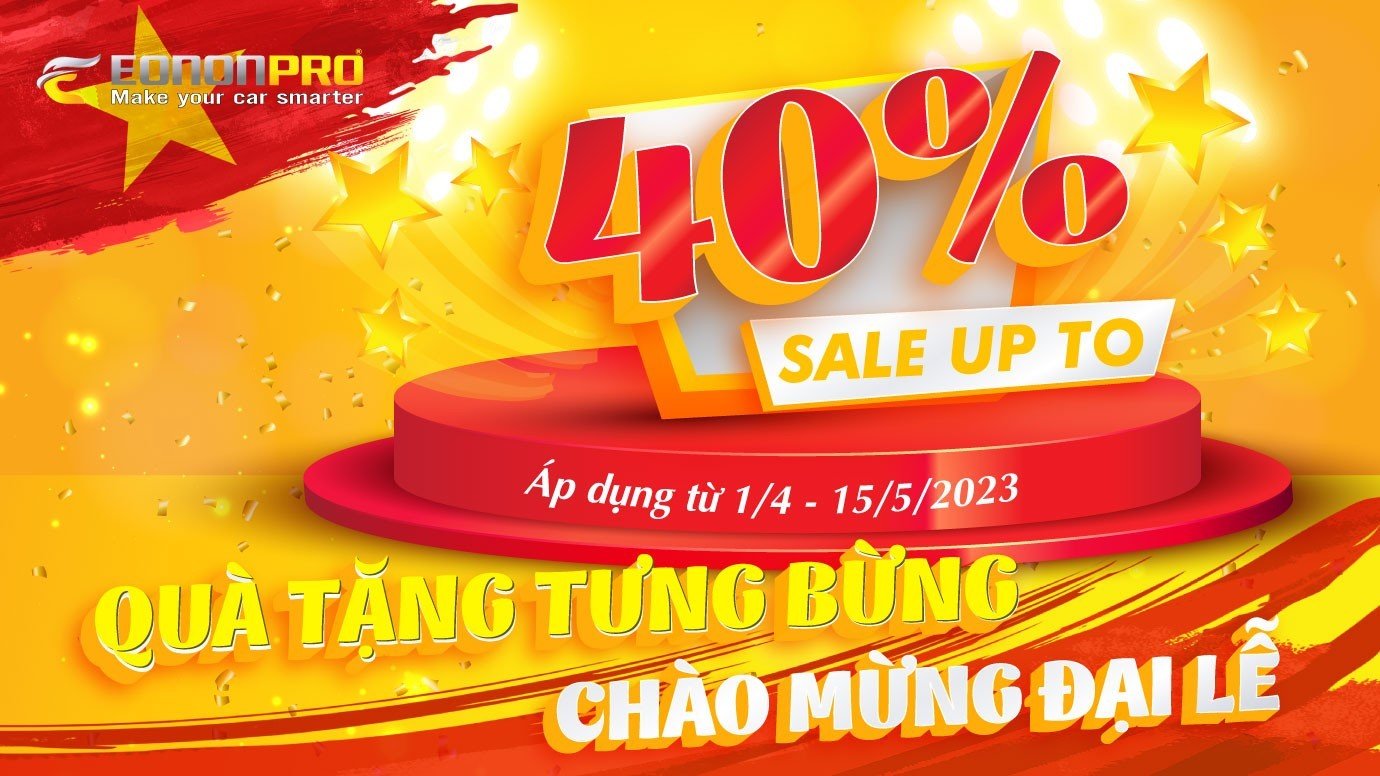 EONONPRO®
Make your car smarter
40%
SALE UP TO
Áp dụng từ 1/4 - 15/5/2023
QUÀ TẶNG TƯNG BỪNG
CHÀO MỪNG ĐẠI LỄ